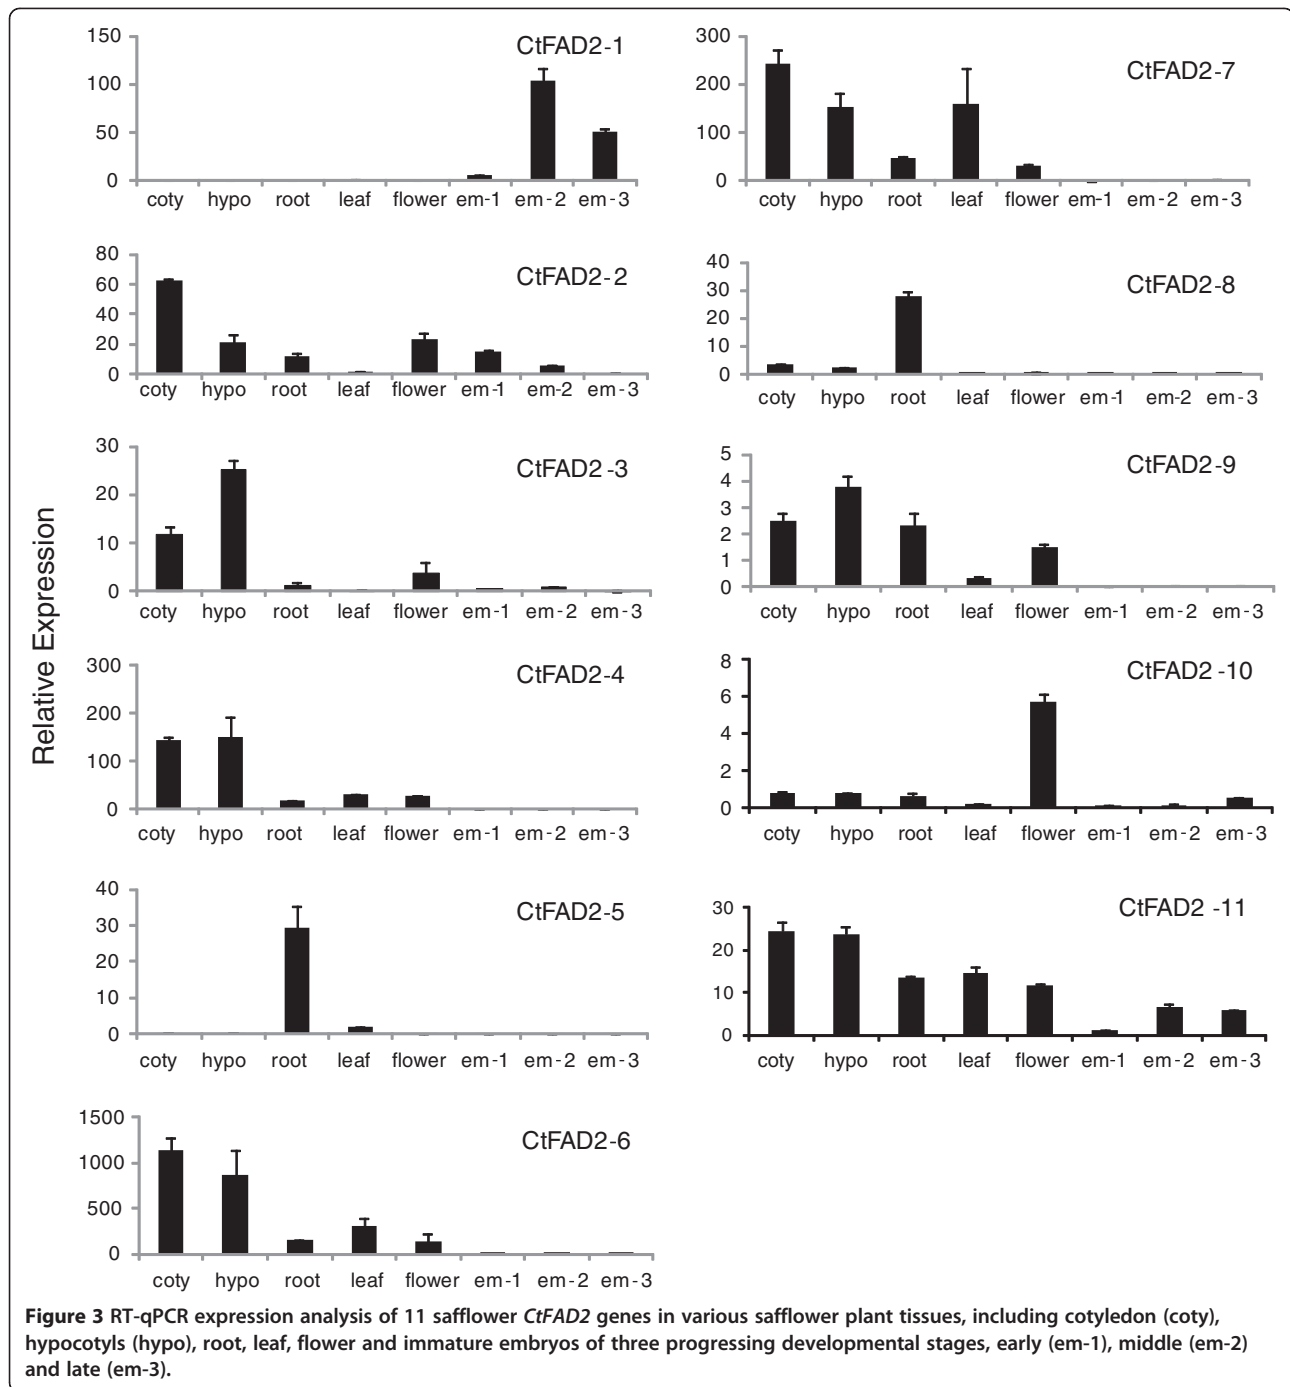 Relative Expression
150
100
50
0
CtFAD2-1
coty hypo root leaf flower em-1 em-2 em-3
80
60
40
20
0
CtFAD2-2
coty hypo root leaf flower em-1 em-2 em-3
30
20
10
0
CtFAD2-3
coty hypo root leaf flower em-1 em-2 em-3
300
200
100
0
CtFAD2-4
coty hypo root leaf flower em-1 em-2 em-3
40
30
20
10
0
CtFAD2-5
coty hypo root leaf flower em-1 em-2 em-3
1500
1000
500
0
CtFAD2-6
coty hypo root leaf flower em-1 em-2 em-3
300
200
100
0
CtFAD2-7
coty hypo root leaf flower em-1 em-2 em-3
40
30
20
10
0
CtFAD2-8
coty hypo root leaf flower em-1 em-2 em-3
5
4
3
2
1
0
CtFAD2-9
coty hypo root leaf flower em-1 em-2 em-3
8
6
4
2
0
CtFAD2-10
coty hypo root leaf flower em-1 em-2 em-3
30
20
10
0
CtFAD2-11
coty hypo root leaf flower em-1 em-2 em-3
Figure 3 RT-qPCR expression analysis of 11 safflower CtFAD2 genes in various safflower plant tissues, including cotyledon (coty),
hypocotyls (hypo), root, leaf, flower and immature embryos of three progressing developmental stages, early (em-1), middle (em-2)
and late (em-3).